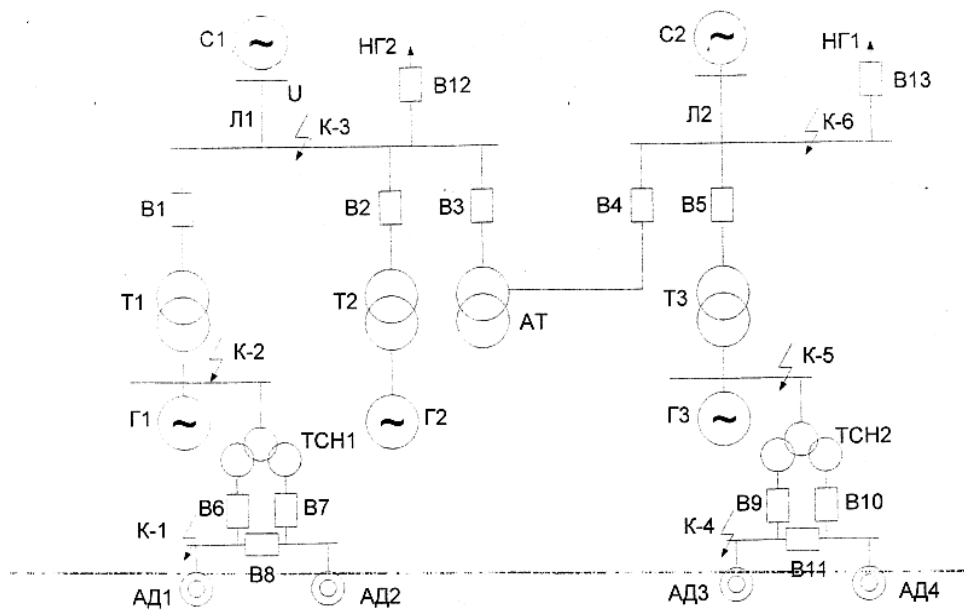 С1
НГ2
В12
U
Л1
К-3
С2
НГ1
В13
Л2
К-6
В1
В2
В3
В4
В5
Т1
Т2
АТ
Т3
К-2
К-5
Г1
Г2
Г3
ТСН1
ТСН2
В6
В7
В9
В10
К-1
К-4
В8
В11
АД1
АД2
АД3
АД4